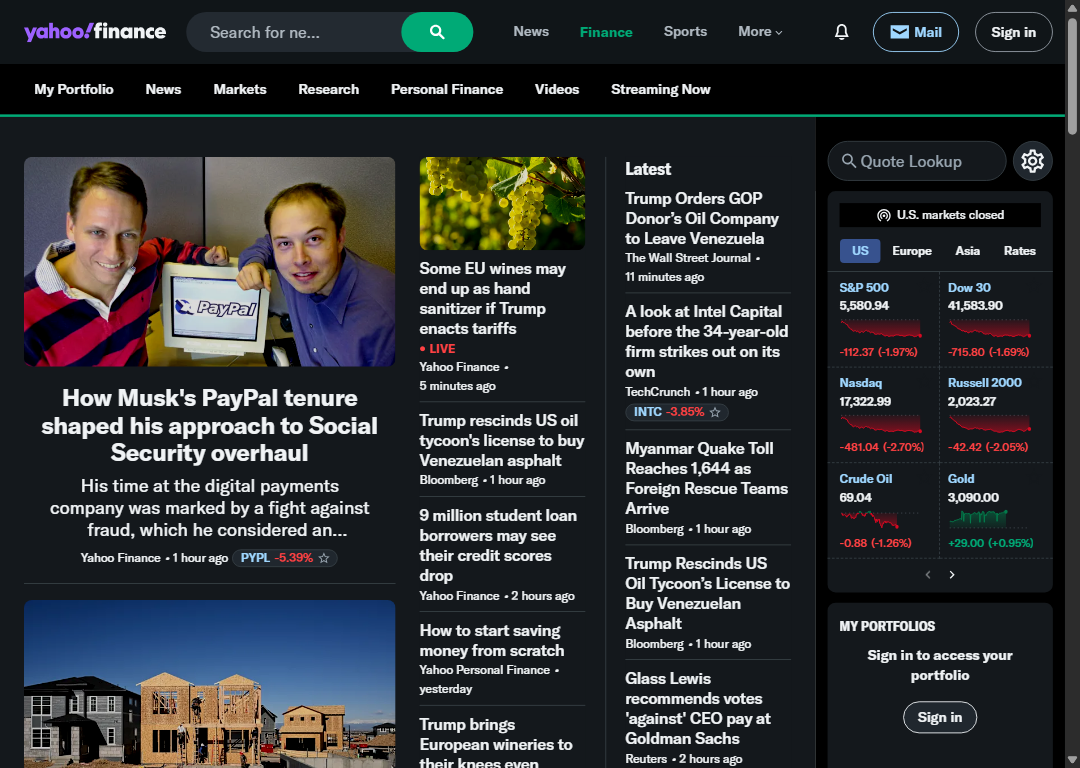 yahoo!finance
Search for ne...
News
Finance
Sports
More
Mail
Sign in
My Portfolio
News
Markets
Research
Personal Finance
Videos
Streaming Now
PayPal
How Musk's PayPal tenure
shaped his approach to Social
Security overhaul
His time at the digital payments
company was marked by a fight against
fraud, which he considered an...
Yahoo Finance • 1 hour ago PYPL -5.39%
Some EU wines may
end up as hand
sanitizer if Trump
enacts tariffs
• LIVE
Yahoo Finance •
5 minutes ago
Trump rescinds US oil
tycoon's license to buy
Venezuelan asphalt
Bloomberg • 1 hour ago
9 million student loan
borrowers may see
their credit scores
drop
Yahoo Finance • 2 hours ago
How to start saving
money from scratch
Yahoo Personal Finance •
yesterday
Trump brings
European wineries to
their knees even
Latest
Trump Orders GOP
Donor's Oil Company
to Leave Venezuela
The Wall Street Journal •
11 minutes ago
A look at Intel Capital
before the 34-year-old
firm strikes out on its
own
TechCrunch • 1 hour ago
INTC -3.85%
Myanmar Quake Toll
Reaches 1,644 as
Foreign Rescue Teams
Arrive
Bloomberg • 1 hour ago
Trump Rescinds US
Oil Tycoon's License to
Buy Venezuelan
Asphalt
Bloomberg • 1 hour ago
Glass Lewis
recommends votes
'against' CEO pay at
Goldman Sachs
Reuters • 2 hours ago
Quote Lookup
U.S. markets closed
US
Europe
Asia
Rates
S&P 500
5,580.94
-112.37 (-1.97%)
Dow 30
41,583.90
-715.80 (-1.69%)
Nasdaq
17,322.99
-481.04 (-2.70%)
Russell 2000
2,023.27
-42.42 (-2.05%)
Crude Oil
69.04
-0.88 (-1.26%)
Gold
3,090.00
+29.00 (+0.95%)
MY PORTFOLIOS
Sign in to access your
portfolio
Sign in